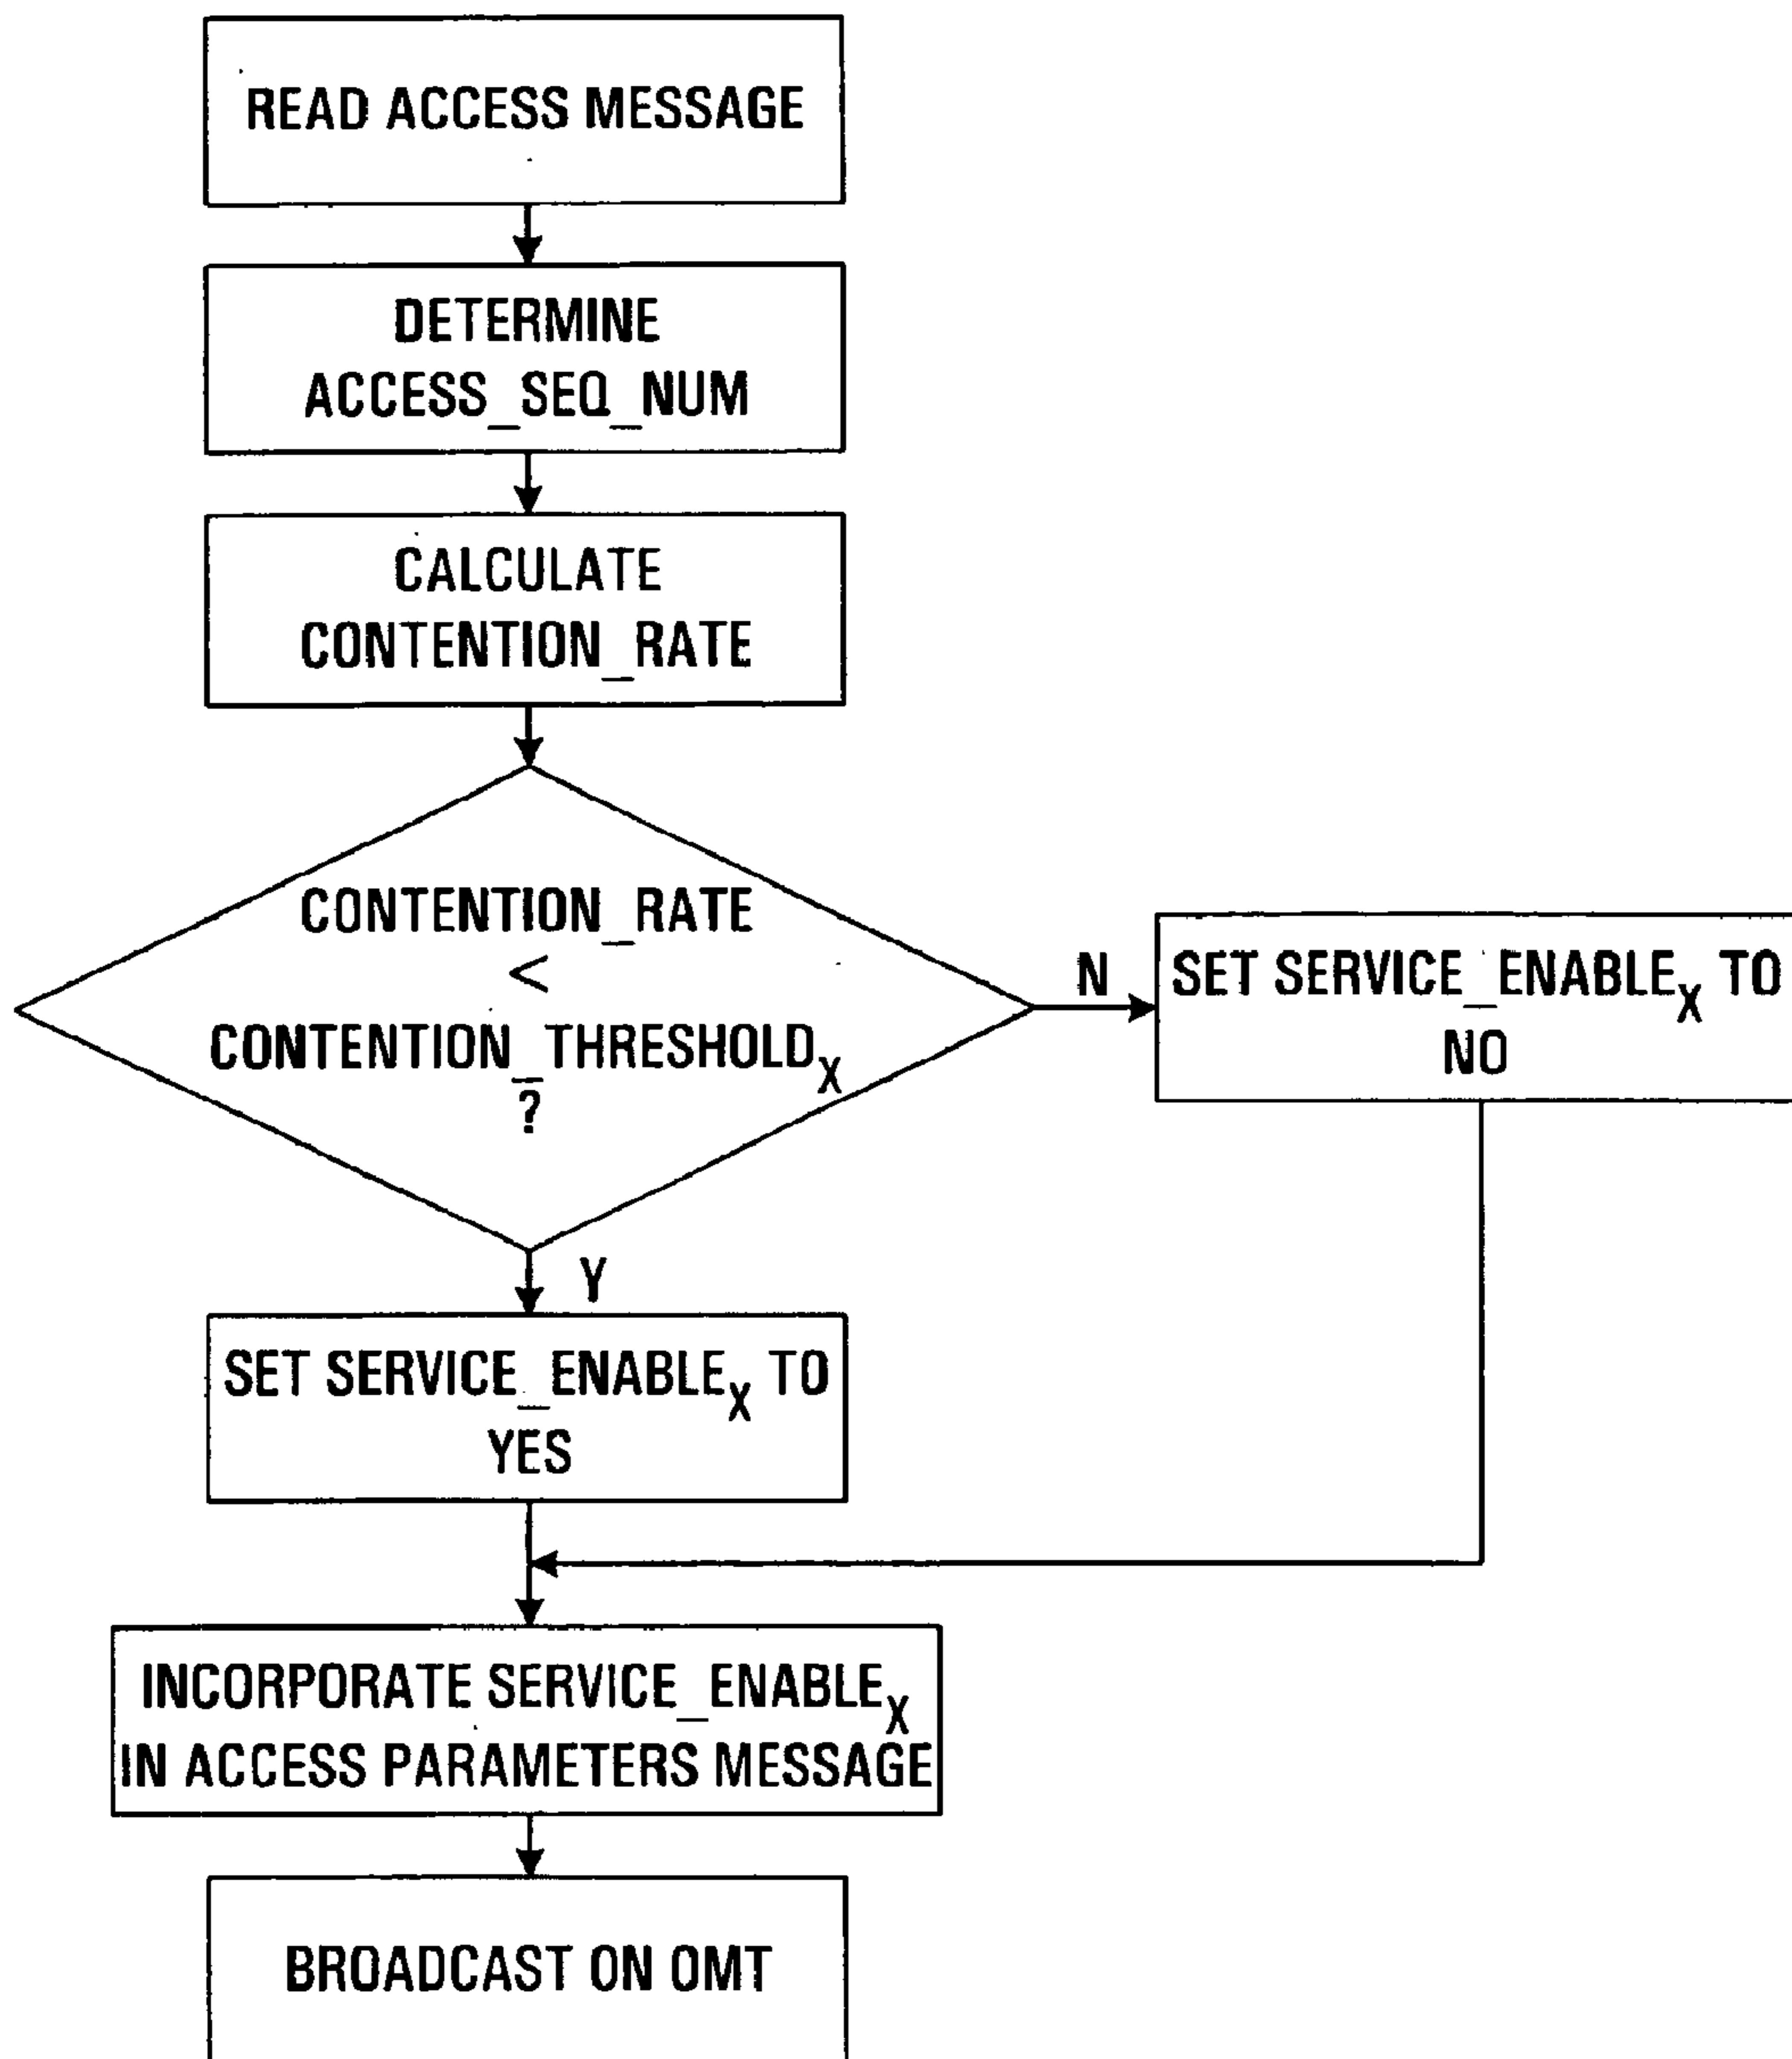 READ ACCESS MESSAGE
DETERMINE
ACCESS_SEQ_NUM
CALCULATE
CONTENTION_RATE
CONTENTION_RATE
<
CONTENTION_THRESHOLDX
?
N
SET SERVICE_ENABLEX TO
NO
Y
SET SERVICE_ENABLEX TO
YES
INCORPORATE SERVICE_ENABLEX
IN ACCESS PARAMETERS MESSAGE
BROADCAST ON OMT